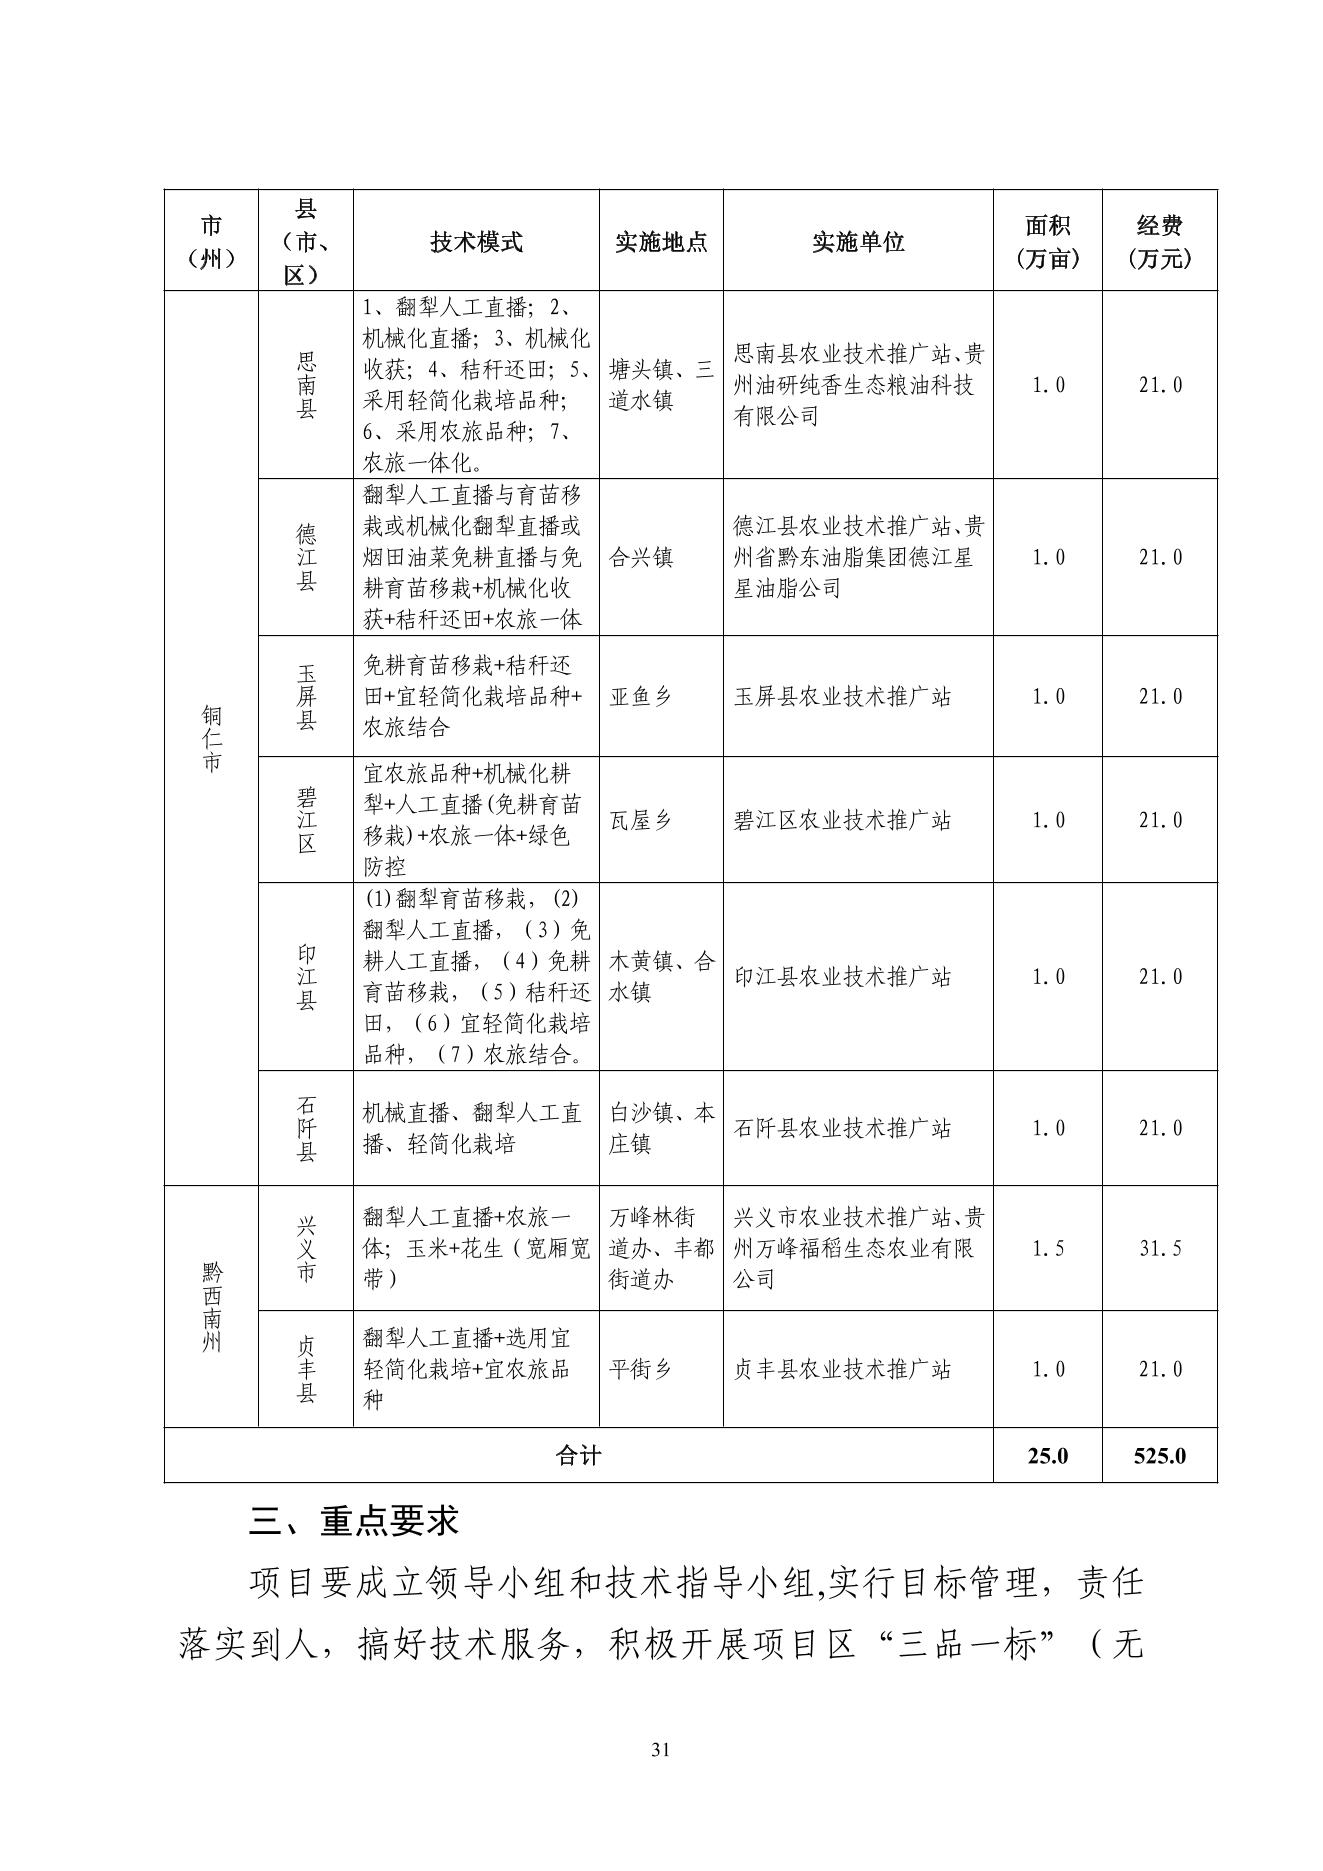 市
（州）
县
（市、
区）
技术模式
实施地点
实施单位
面积
(万亩)
经费
(万元)
铜仁市
思南县
1、翻犁人工直播；2、
机械化直播；3、机械化
收获；4、秸秆还田；5、
采用轻简化栽培品种；
6、采用农旅品种；7、
农旅一体化。
塘头镇、三
道水镇
思南县农业技术推广站、贵
州油研纯香生态粮油科技
有限公司
1.0
21.0
德江县
翻犁人工直播与育苗移
栽或机械化翻犁直播或
烟田油菜免耕直播与免
耕育苗移栽+机械化收
获+秸秆还田+农旅一体
合兴镇
德江县农业技术推广站、贵
州省黔东油脂集团德江星
星油脂公司
1.0
21.0
玉屏县
免耕育苗移栽+秸秆还
田+宜轻简化栽培品种+
农旅结合
亚鱼乡
玉屏县农业技术推广站
1.0
21.0
碧江区
宜农旅品种+机械化耕
犁+人工直播(免耕育苗
移栽)+农旅一体+绿色
防控
瓦屋乡
碧江区农业技术推广站
1.0
21.0
印江县
(1)翻犁育苗移栽，(2)
翻犁人工直播，（3）免
耕人工直播，（4）免耕
育苗移栽，（5）秸秆还
田，（6）宜轻简化栽培
品种，（7）农旅结合。
木黄镇、合
水镇
印江县农业技术推广站
1.0
21.0
石阡县
机械直播、翻犁人工直
播、轻简化栽培
白沙镇、本
庄镇
石阡县农业技术推广站
1.0
21.0
黔西南州
兴义市
翻犁人工直播+农旅一
体；玉米+花生（宽厢宽
带）
万峰林街
道办、丰都
街道办
兴义市农业技术推广站、贵
州万峰福稻生态农业有限
公司
1.5
31.5
贞丰县
翻犁人工直播+选用宜
轻简化栽培+宜农旅品
种
平街乡
贞丰县农业技术推广站
1.0
21.0
合计
25.0
525.0
三、重点要求
项目要成立领导小组和技术指导小组,实行目标管理，责任
落实到人，搞好技术服务，积极开展项目区“三品一标”（无
31